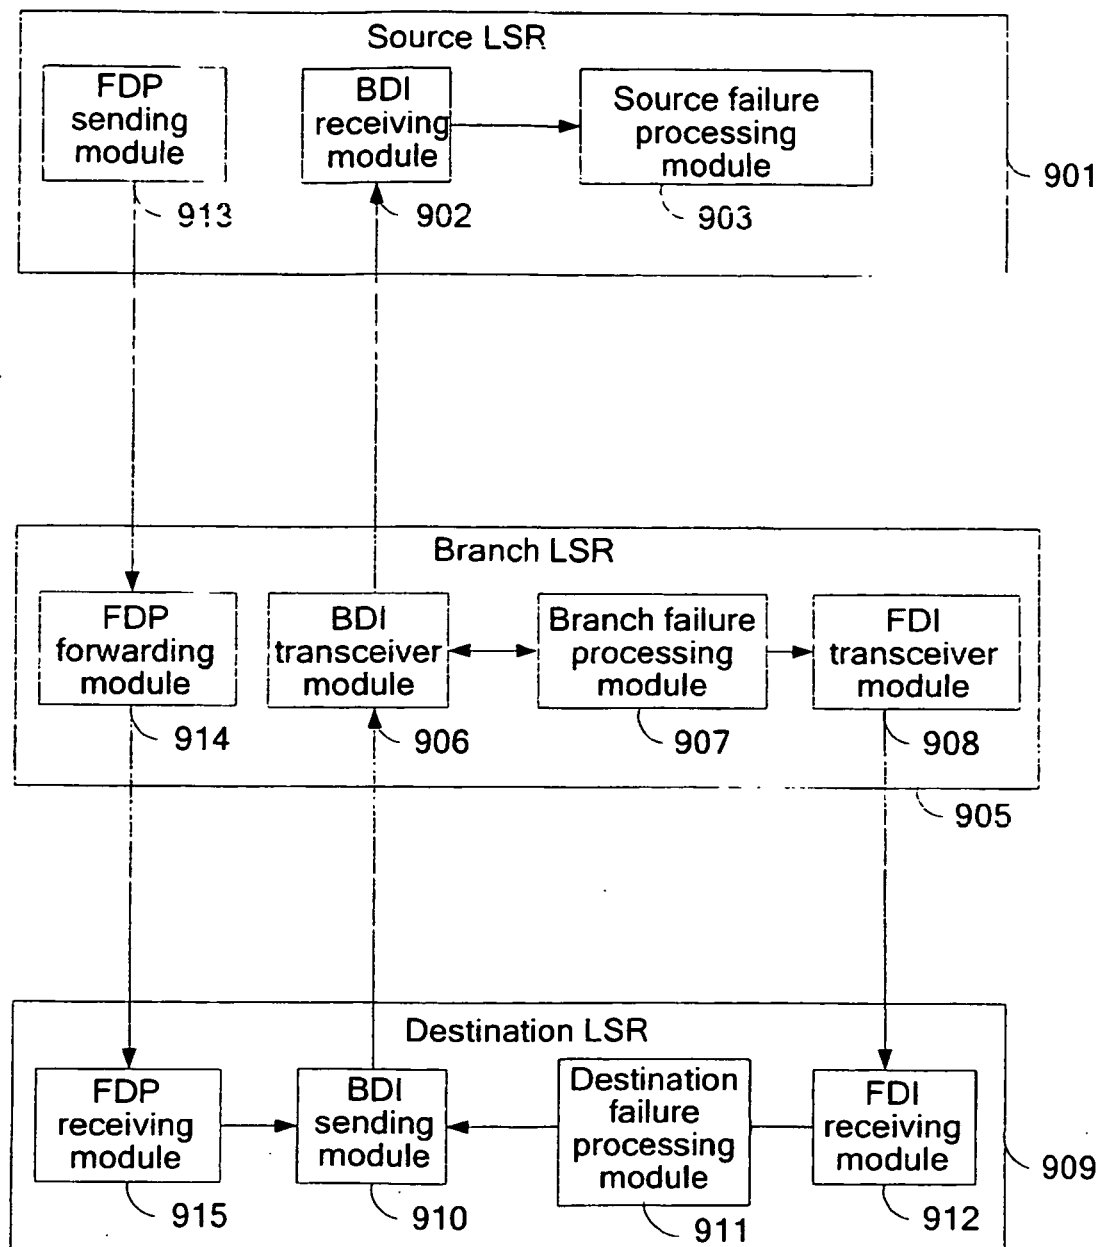 Source LSR
FDP
sending
module
BDI
receiving
module
Source failure
processing
module
901
913
902
903
Branch LSR
FDP
forwarding
module
BDI
transceiver
module
Branch failure
processing
module
FDI
transceiver
module
914
906
907
908
905
Destination LSR
FDP
receiving
module
BDI
sending
module
Destination
failure
processing
module
FDI
receiving
module
909
915
910
911
912